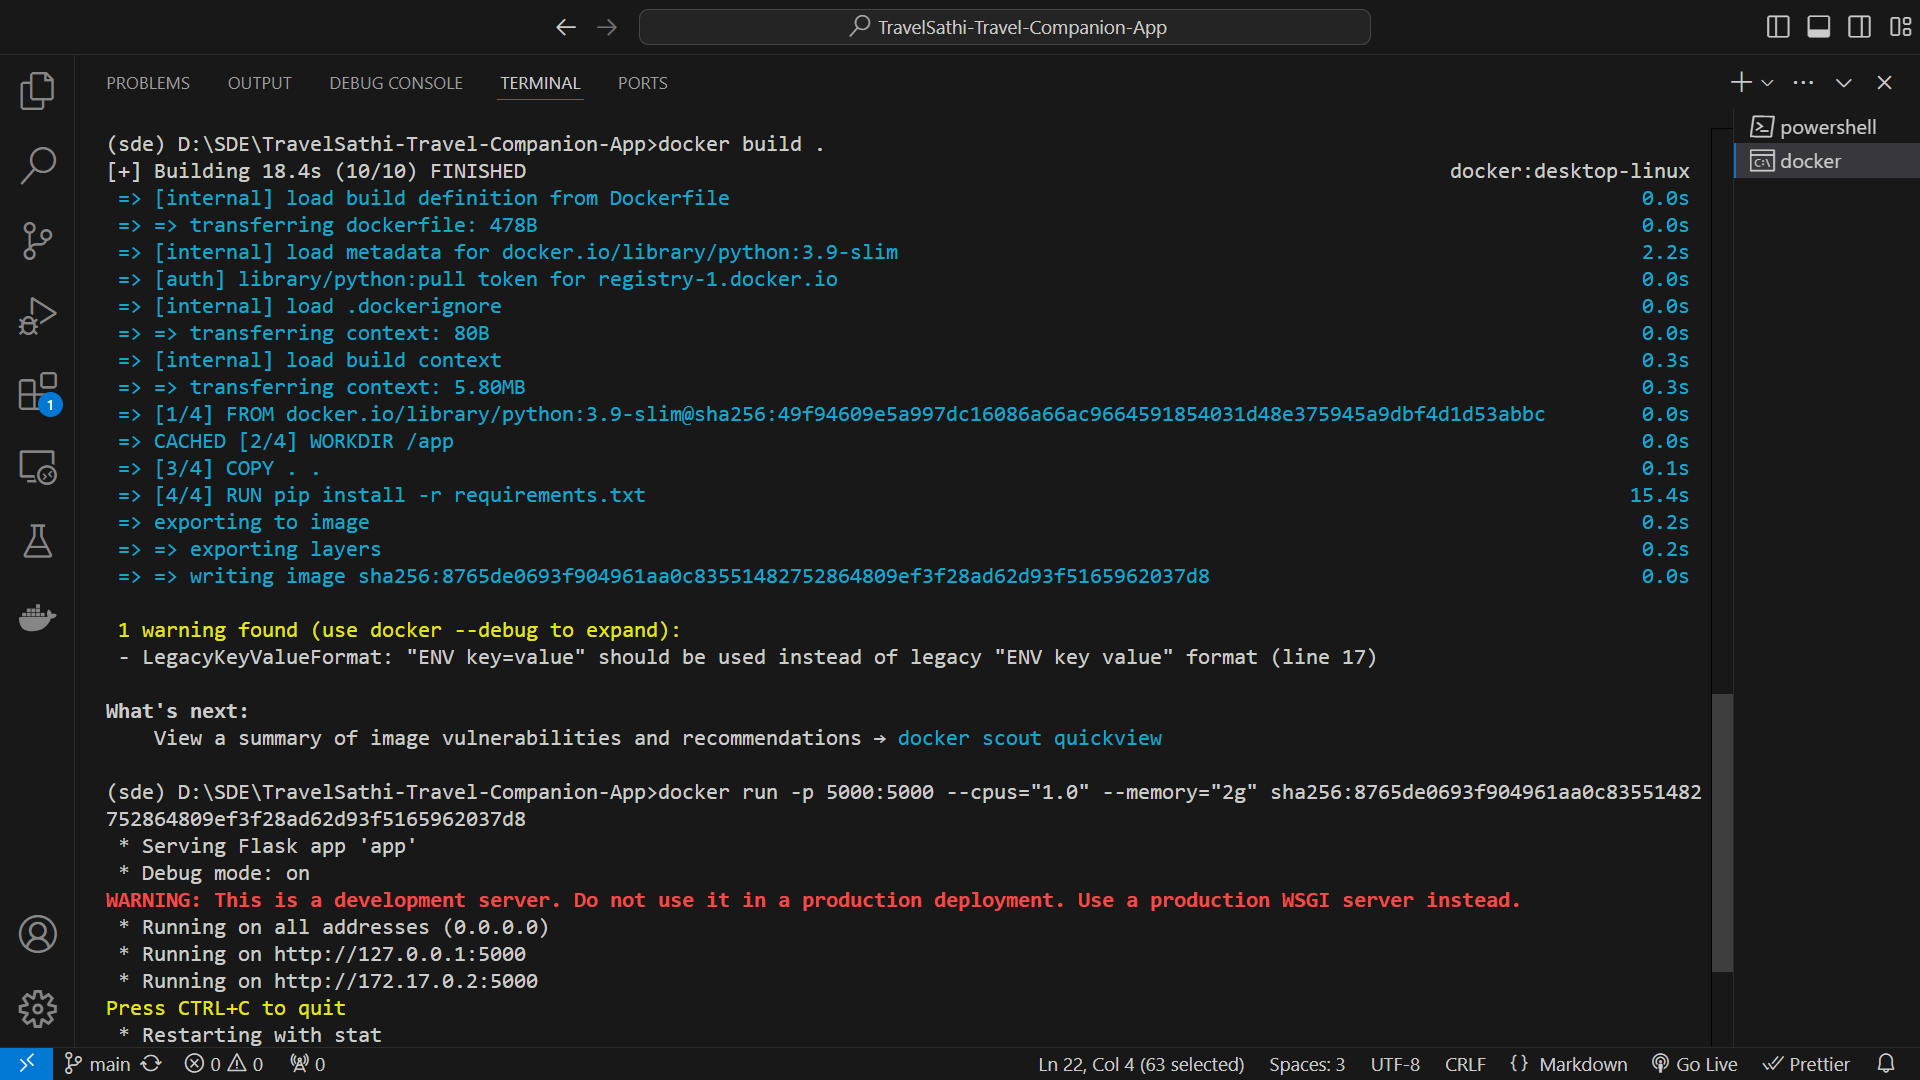 TravelSathi-Travel-Companion-App
PROBLEMS OUTPUT DEBUG CONSOLE TERMINAL PORTS
powershell
docker
(sde) D:\SDE\TravelSathi-Travel-Companion-App>docker build .
[+] Building 18.4s (10/10) FINISHED docker:desktop-linux
=> [internal] load build definition from Dockerfile 0.0s
=> => transferring dockerfile: 478B 0.0s
=> [internal] load metadata for docker.io/library/python:3.9-slim 2.2s
=> [auth] library/python:pull token for registry-1.docker.io 0.0s
=> [internal] load .dockerignore 0.0s
=> => transferring context: 80B 0.0s
=> [internal] load build context 0.3s
=> => transferring context: 5.80MB 0.3s
=> [1/4] FROM docker.io/library/python:3.9-slim@sha256:49f94609e5a997dc16086a66ac9664591854031d48e375945a9dbf4d1d53abbc 0.0s
=> CACHED [2/4] WORKDIR /app 0.0s
=> [3/4] COPY . . 0.1s
=> [4/4] RUN pip install -r requirements.txt 15.4s
=> exporting to image 0.2s
=> => exporting layers 0.2s
=> => writing image sha256:8765de0693f904961aa0c83551482752864809ef3f28ad62d93f5165962037d8 0.0s
1 warning found (use docker --debug to expand):
- LegacyKeyValueFormat: "ENV key=value" should be used instead of legacy "ENV key value" format (line 17)
What's next:
View a summary of image vulnerabilities and recommendations → docker scout quickview
(sde) D:\SDE\TravelSathi-Travel-Companion-App>docker run -p 5000:5000 --cpus="1.0" --memory="2g" sha256:8765de0693f904961aa0c83551482
752864809ef3f28ad62d93f5165962037d8
* Serving Flask app 'app'
* Debug mode: on
WARNING: This is a development server. Do not use it in a production deployment. Use a production WSGI server instead.
* Running on all addresses (0.0.0.0)
* Running on http://127.0.0.1:5000
* Running on http://172.17.0.2:5000
Press CTRL+C to quit
* Restarting with stat
1
main 0 0 0 Ln 22, Col 4 (63 selected) Spaces: 3 UTF-8 CRLF {} Markdown Go Live Prettier